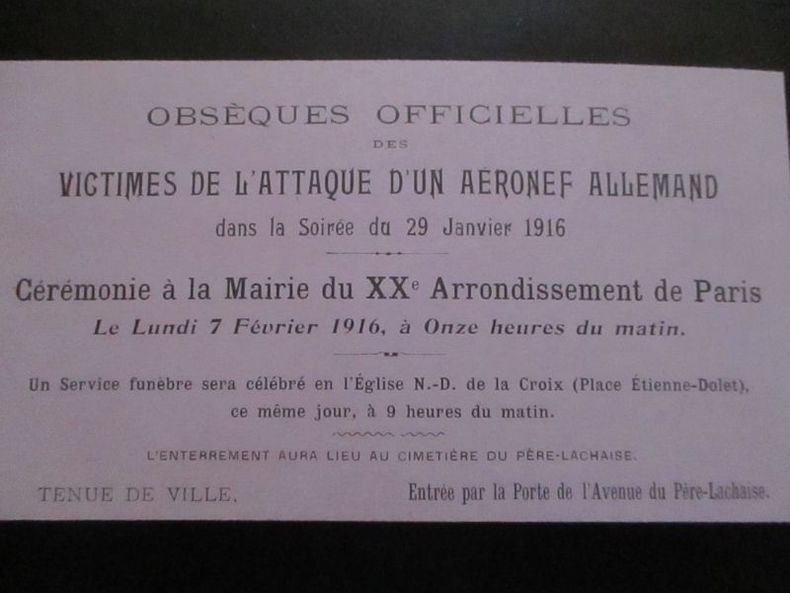 OBSÈQUES OFFICIELLES
DES
VICTIMES DE L'ATTAQUE D'UN AÉRONEF ALLEMAND
dans la Soirée du 29 Janvier 1916
Cérémonie à la Mairie du XXe Arrondissement de Paris
Le Lundi 7 Février 1916, à Onze heures du matin.
Un Service funèbre sera célébré en l'Église N.-D. de la Croix (Place Étienne-Dolet),
ce même jour, à 9 heures du matin.
L'ENTERREMENT AURA LIEU AU CIMETIÈRE DU PÈRE-LACHAISE.
TENUE DE VILLE.
Entrée par la Porte de l'Avenue du Père-Lachaise.